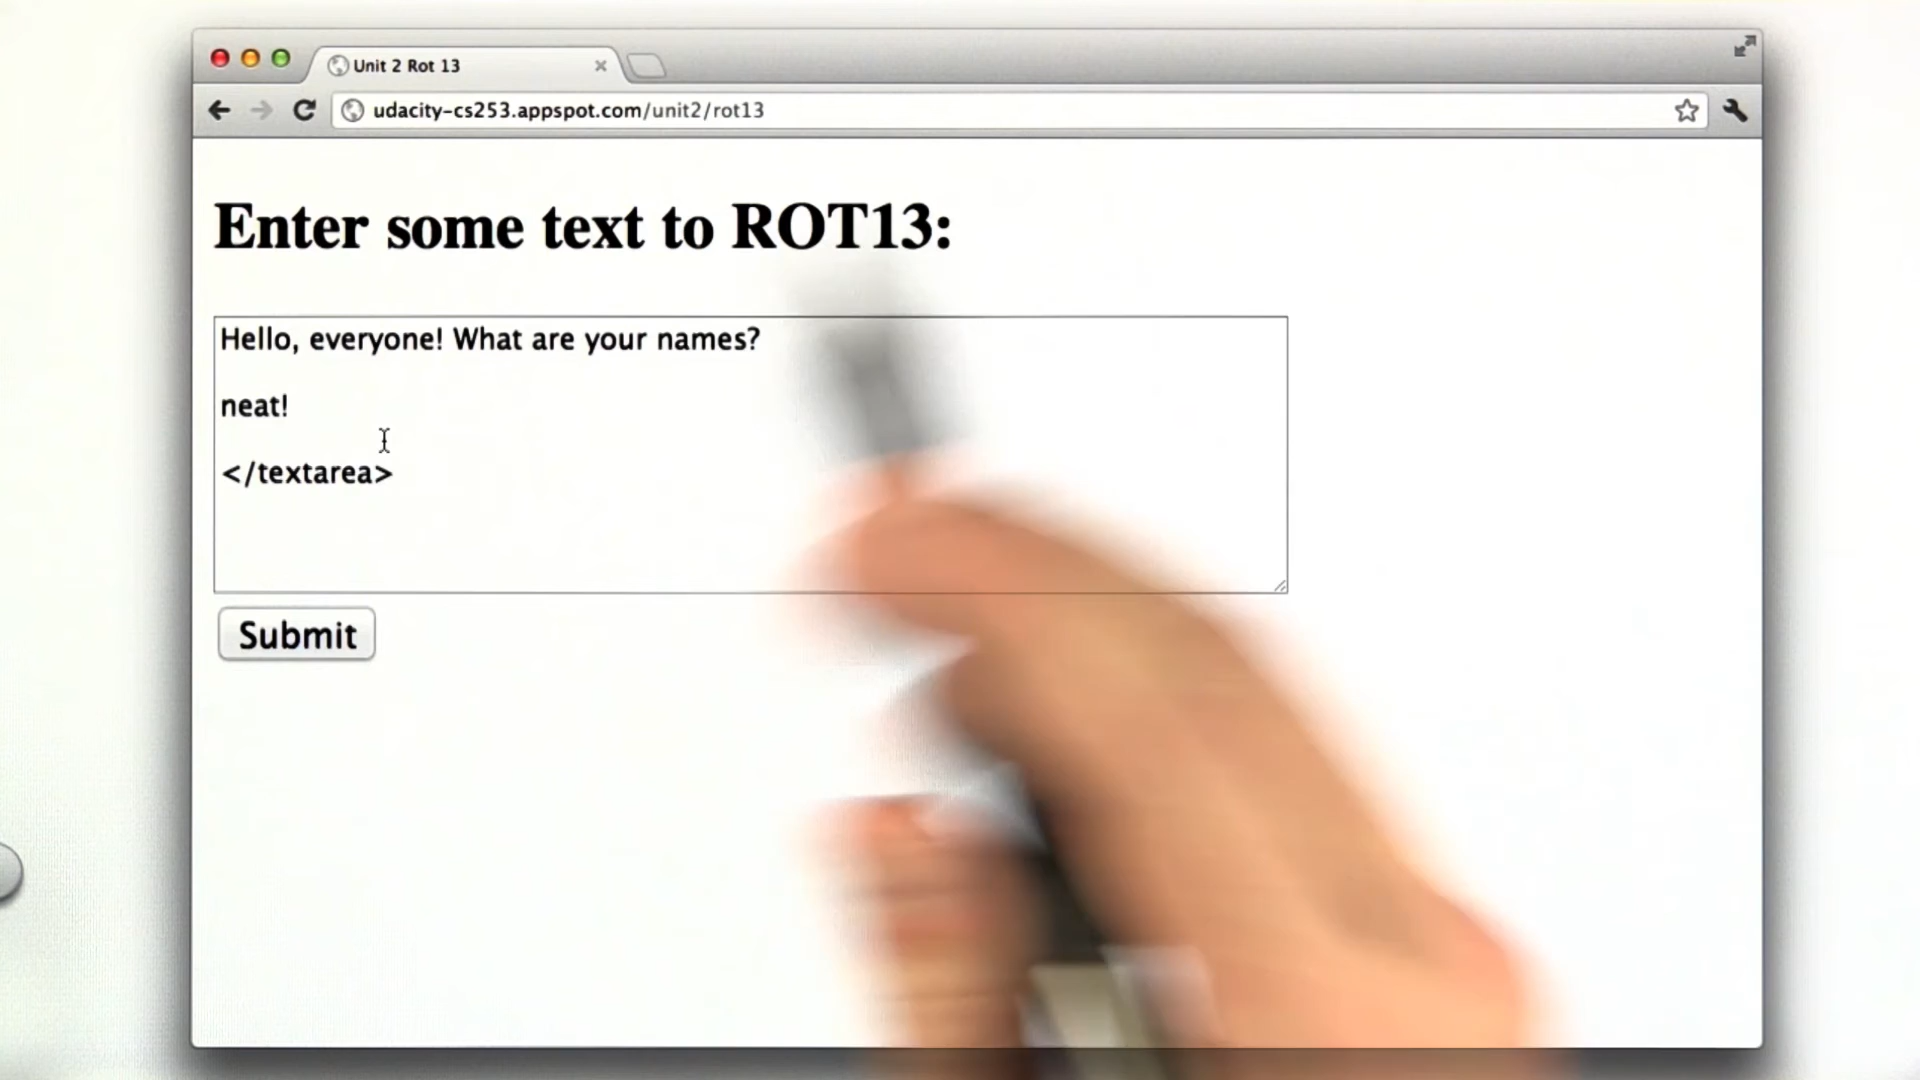 Unit 2 Rot 13
udacity-cs253.appspot.com/unit2/rot13
Enter some text to ROT13:
Hello, everyone! What are your names?
neat!
</textarea>
Submit